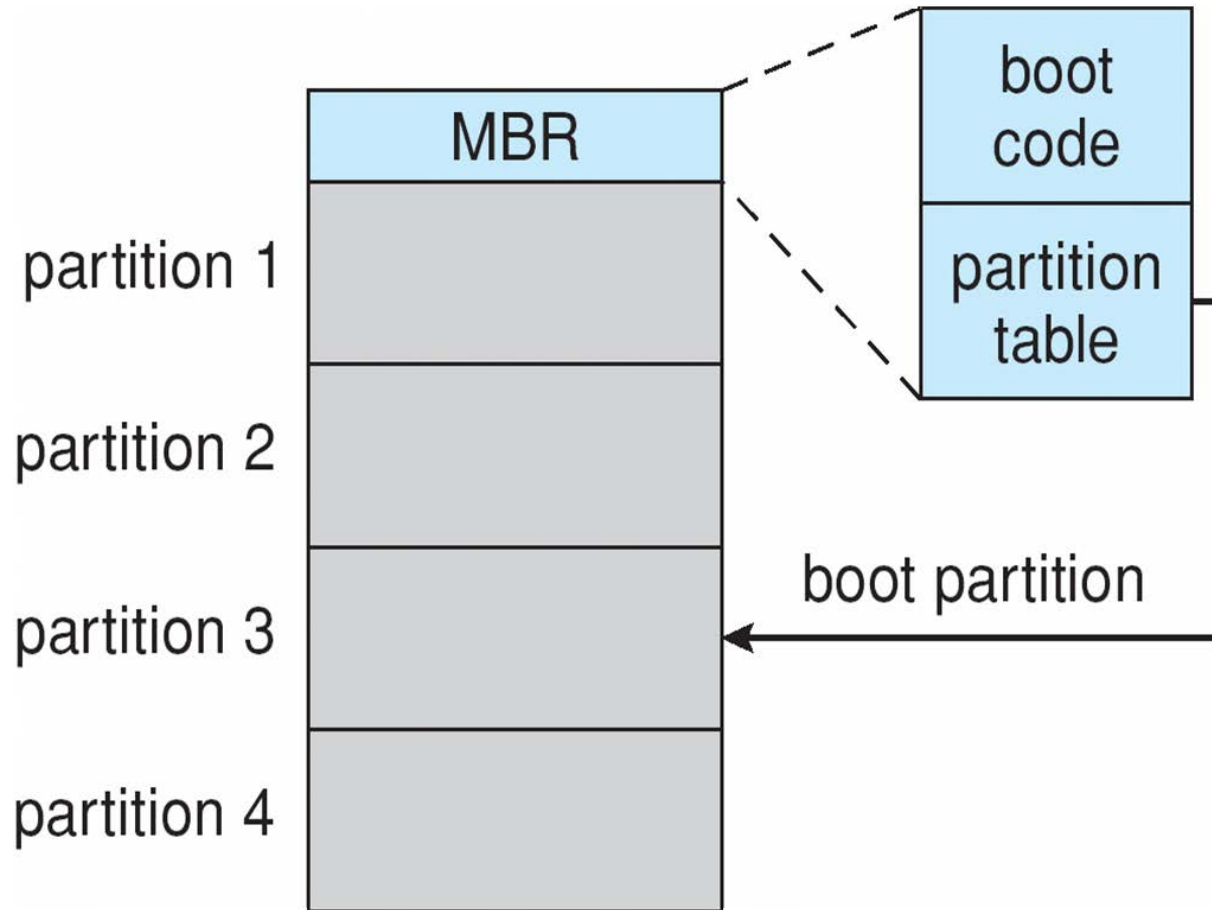 boot
code
MBR
partition 1
partition
table
partition 2
boot partition
partition 3
partition 4